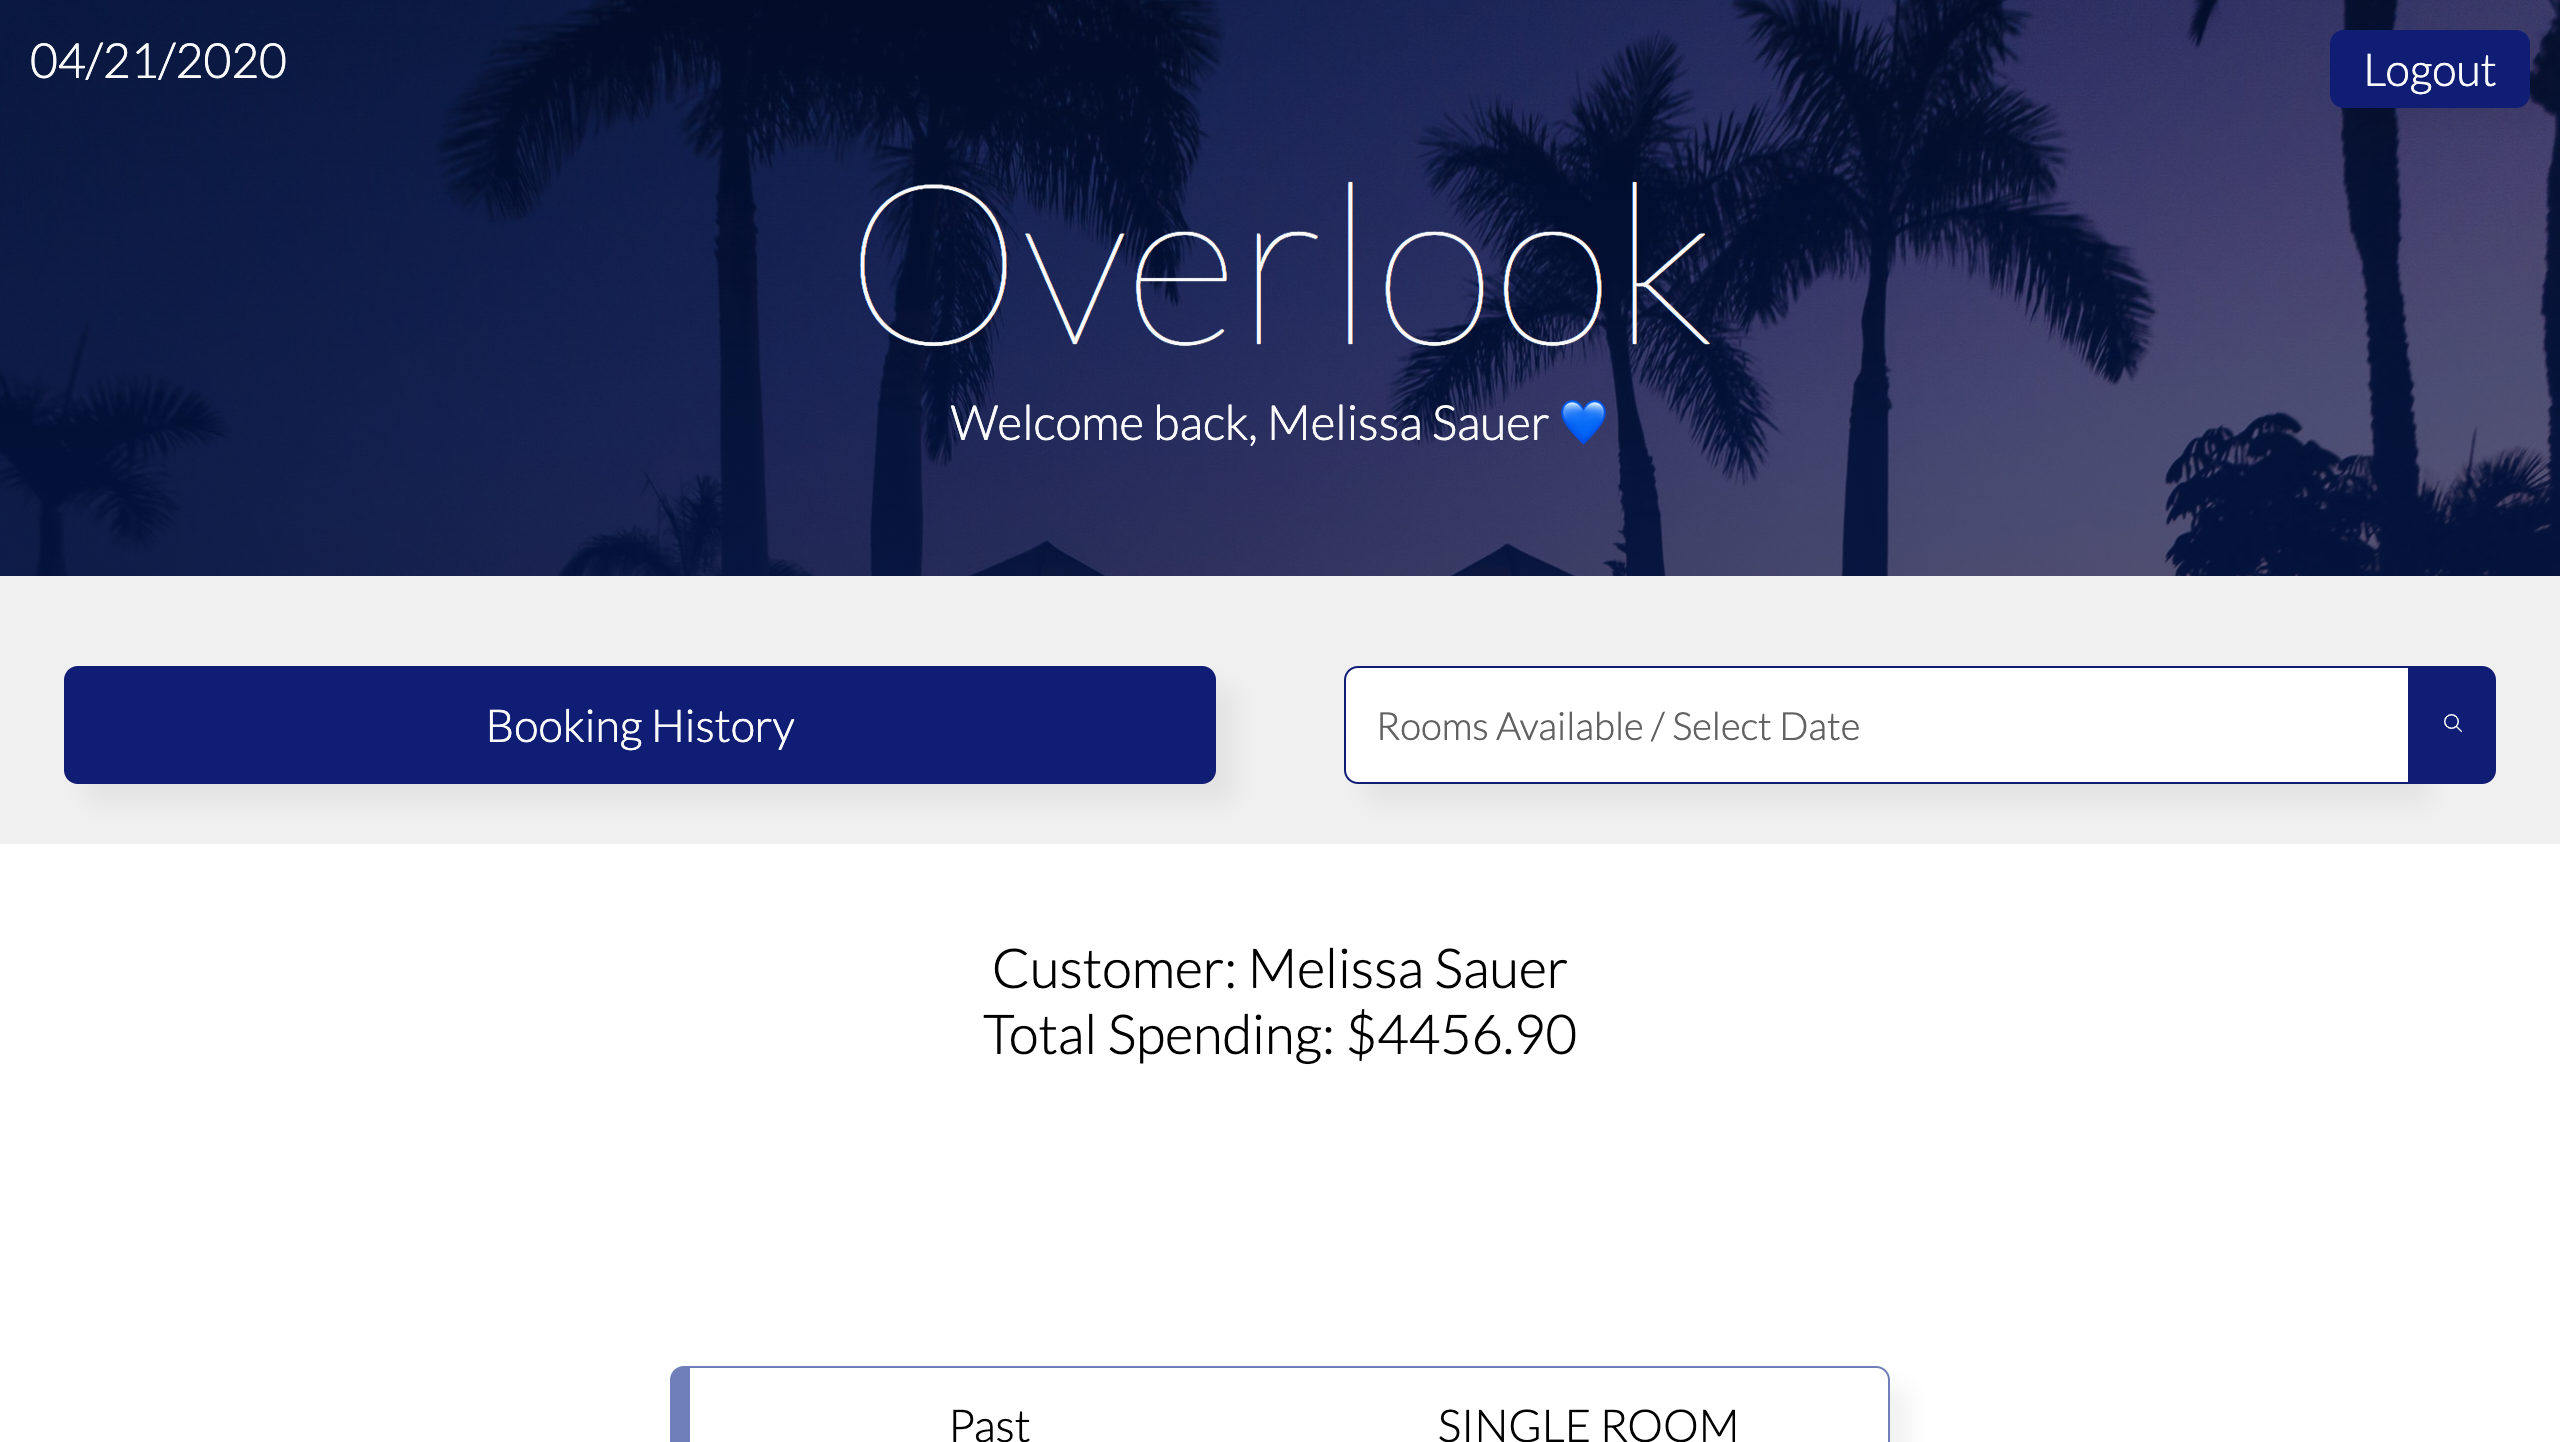 04/21/2020
Logout
Overlook
Welcome back, Melissa Sauer 💙
Booking History
Rooms Available / Select Date
Customer: Melissa Sauer
Total Spending: $4456.90
Past
SINGLE ROOM